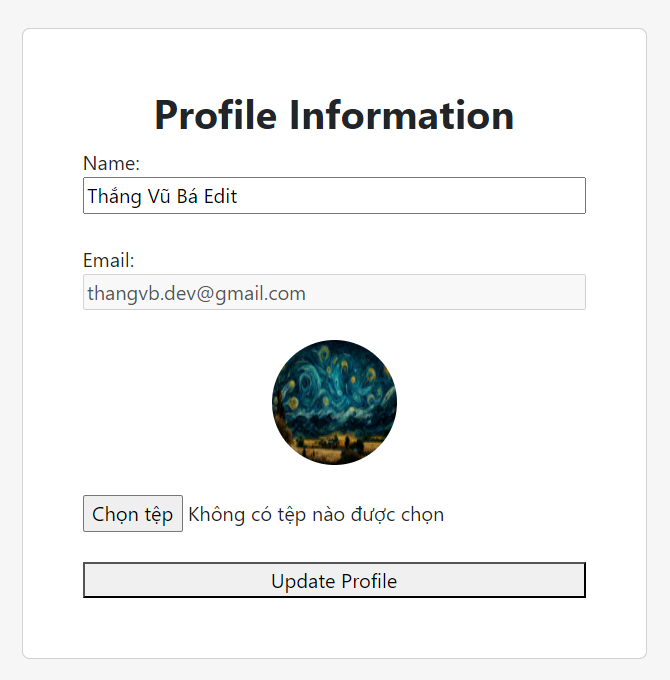 Profile Information
Name:
Thắng Vũ Bá Edit
Email:
thangvb.dev@gmail.com
Chọn tệp Không có tệp nào được chọn
Update Profile